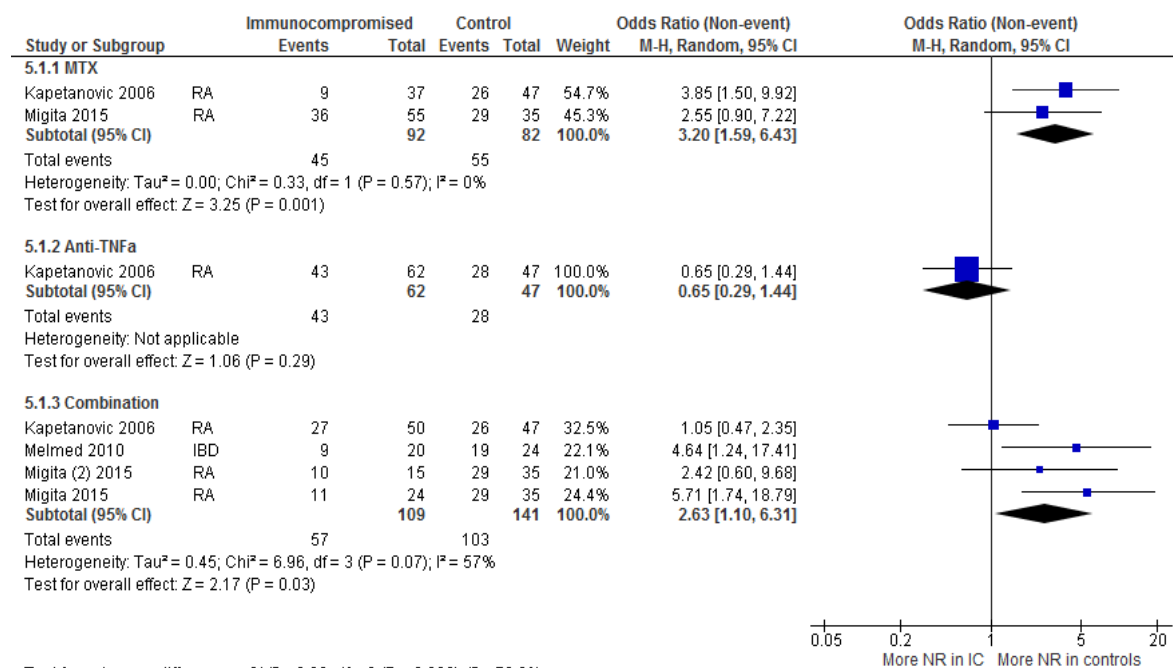 Immunocompromised Control Odds Ratio (Non-event) Odds Ratio (Non-event)
Study or Subgroup Events Total Events Total Weight M-H, Random, 95% CI M-H, Random, 95% CI
5.1.1 MTX
Kapetanovic 2006 RA 9 37 26 47 54.7% 3.85 [1.50, 9.92]
Migita 2015 RA 36 55 29 35 45.3% 2.55 [0.90, 7.22]
Subtotal (95% CI) 92 82 100.0% 3.20 [1.59, 6.43]
Total events 45 55
Heterogeneity: Tau² = 0.00; Chi² = 0.33, df = 1 (P = 0.57); I² = 0%
Test for overall effect: Z = 3.25 (P = 0.001)
5.1.2 Anti-TNFa
Kapetanovic 2006 RA 43 62 28 47 100.0% 0.65 [0.29, 1.44]
Subtotal (95% CI) 62 47 100.0% 0.65 [0.29, 1.44]
Total events 43 28
Heterogeneity: Not applicable
Test for overall effect: Z = 1.06 (P = 0.29)
5.1.3 Combination
Kapetanovic 2006 RA 27 50 26 47 32.5% 1.05 [0.47, 2.35]
Melmed 2010 IBD 9 20 19 24 22.1% 4.64 [1.24, 17.41]
Migita (2) 2015 RA 10 15 29 35 21.0% 2.42 [0.60, 9.68]
Migita 2015 RA 11 24 29 35 24.4% 5.71 [1.74, 18.79]
Subtotal (95% CI) 109 141 100.0% 2.63 [1.10, 6.31]
Total events 57 103
Heterogeneity: Tau² = 0.45; Chi² = 6.96, df = 3 (P = 0.07); I² = 57%
Test for overall effect: Z = 2.17 (P = 0.03)
0.05 0.2 1 5 20
More NR in IC More NR in controls